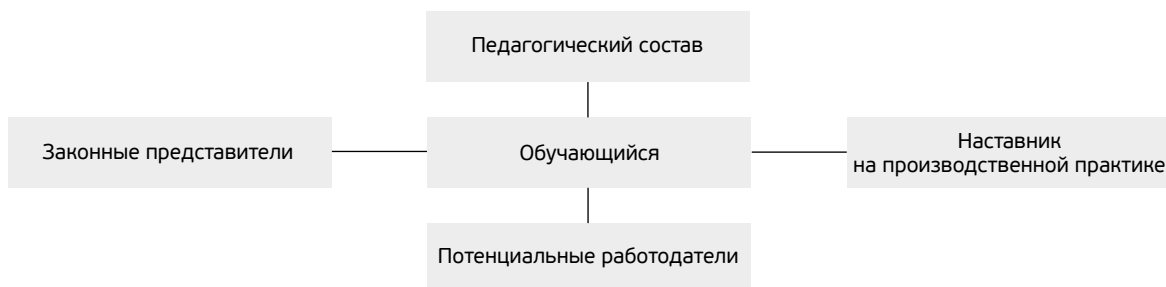 Педагогический состав
Законные представители
Обучающийся
Наставник
на производственной практике
Потенциальные работодатели